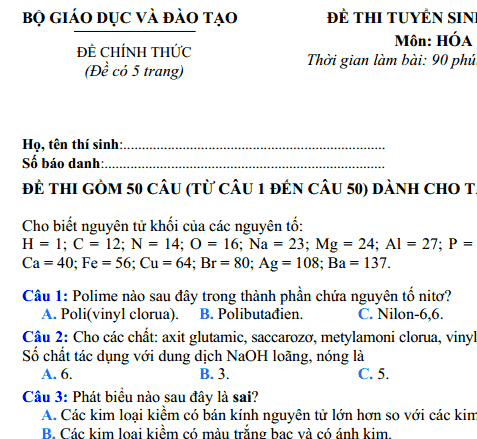 BỘ GIÁO DỤC VÀ ĐÀO TẠO
ĐỀ THI TUYỂN SIN
ĐỀ CHÍNH THỨC
Môn: HÓA
(Đề có 5 trang)
Thời gian làm bài: 90 phú
Họ, tên thí sinh:
Số báo danh:
ĐỀ THI GỒM 50 CÂU (TỪ CÂU 1 ĐẾN CÂU 50) DÀNH CHO T
Cho biết nguyên tử khối của các nguyên tố:
H = 1; C = 12; N = 14; O = 16; Na = 23; Mg = 24; Al = 27; P =
Ca = 40; Fe = 56; Cu = 64; Br = 80; Ag = 108; Ba = 137.
Câu 1: Polime nào sau đây trong thành phần chứa nguyên tố nitơ?
A. Poli(vinyl clorua). B. Polibutađien. C. Nilon-6,6.
Câu 2: Cho các chất: axit glutamic, saccarozơ, metylamoni clorua, vinyl
Số chất tác dụng với dung dịch NaOH loãng, nóng là
A. 6. B. 3. C. 5.
Câu 3: Phát biểu nào sau đây là sai?
A. Các kim loại kiềm có bán kính nguyên tử lớn hơn so với các kim
B. Các kim loại kiềm có màu trắng bạc và có ánh kim.